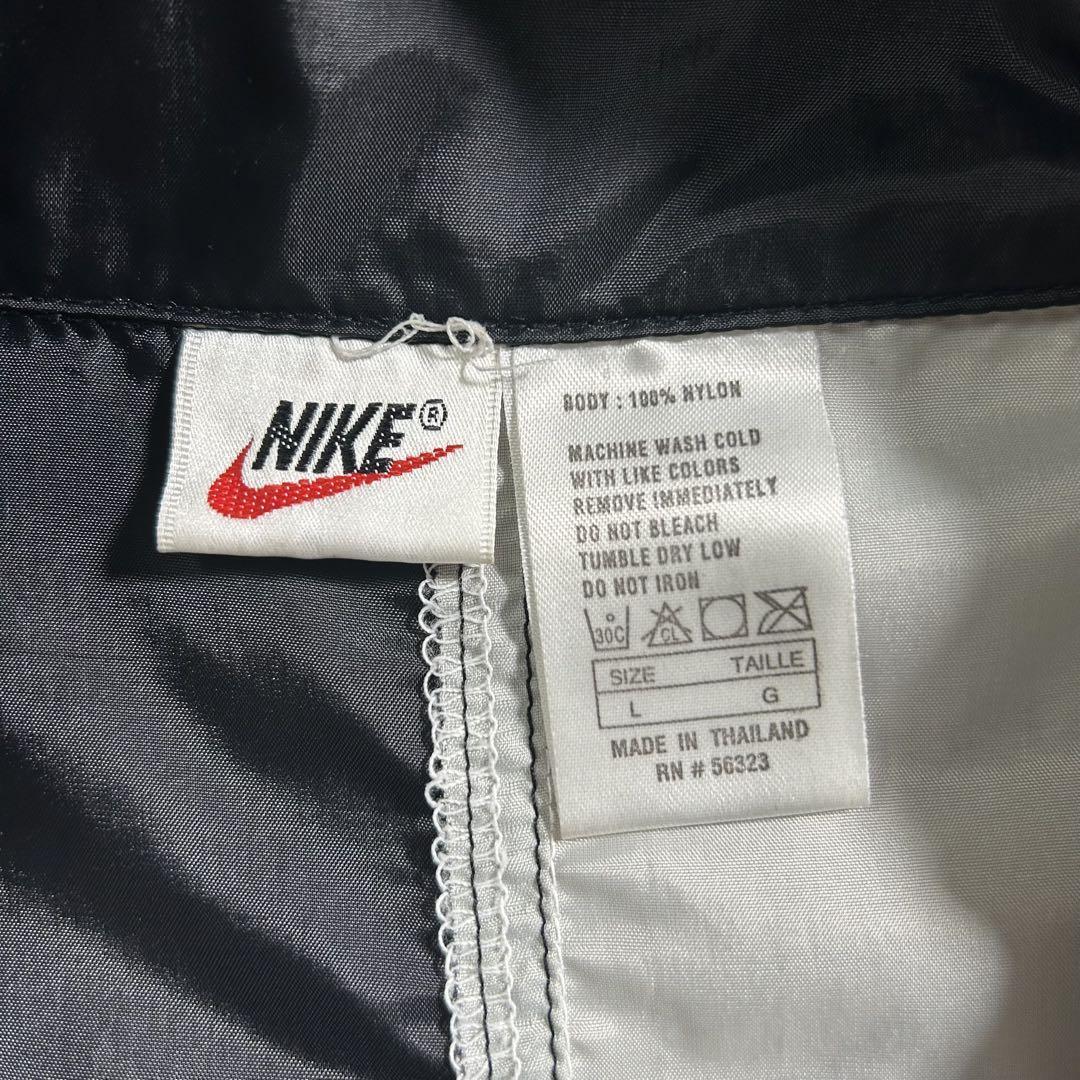 NIKE®
BODY : 100% NYLON
MACHINE WASH COLD
WITH LIKE COLORS
REMOVE IMMEDIATELY
DO NOT BLEACH
TUMBLE DRY LOW
DO NOT IRON
30C CL
SIZE TAILLE
L G
MADE IN THAILAND
RN # 56323